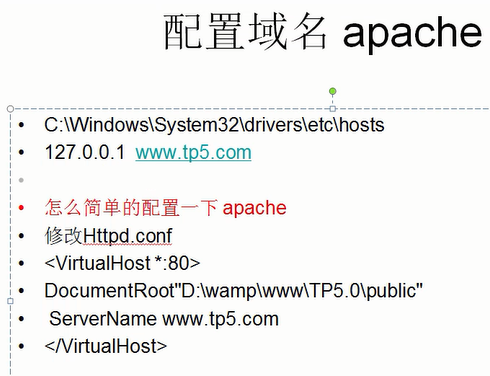 配置域名 apache
C:\Windows\System32\drivers\etc\hosts
127.0.0.1 www.tp5.com
怎么简单的配置一下 apache
修改Httpd.conf
<VirtualHost *:80>
DocumentRoot"D:\wamp\www\TP5.0\public"
ServerName www.tp5.com
</VirtualHost>